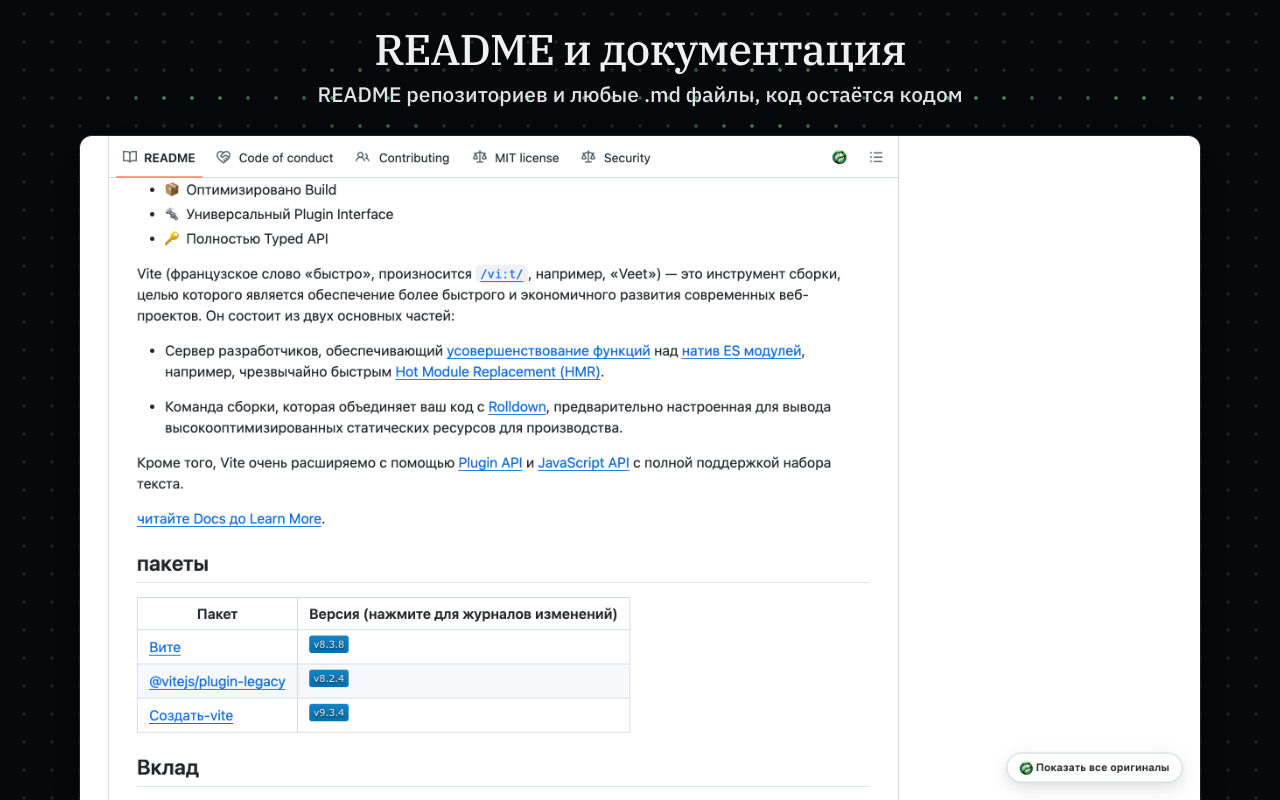 README и документация
README репозиториев и любые .md файлы, код остаётся кодом
README Code of conduct Contributing MIT license Security
• Оптимизировано Build
• Универсальный Plugin Interface
• Полностью Typed API
Vite (французское слово «быстро», произносится /viːt/, например, «Veet») — это инструмент сборки,
целью которого является обеспечение более быстрого и экономичного развития современных веб-
проектов. Он состоит из двух основных частей:
• Сервер разработчиков, обеспечивающий усовершенствование функций над натив ES модулей,
например, чрезвычайно быстрым Hot Module Replacement (HMR).
• Команда сборки, которая объединяет ваш код с Rolldown, предварительно настроенная для вывода
высокооптимизированных статических ресурсов для производства.
Кроме того, Vite очень расширяемо с помощью Plugin API и JavaScript API с полной поддержкой набора
текста.
читайте Docs до Learn More.
пакеты
Пакет Версия (нажмите для журналов изменений)
Вите v8.3.8
@vitejs/plugin-legacy v8.2.4
Создать-vite v9.3.4
Вклад
Показать все оригиналы